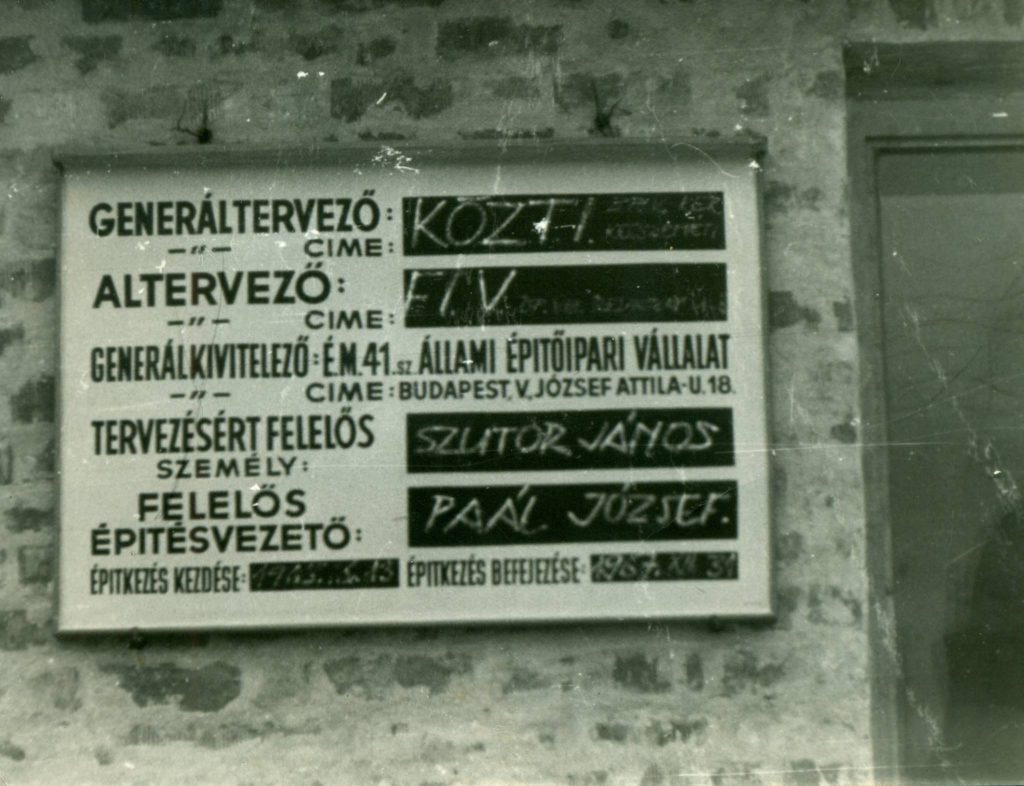 GENERÁLTERVEZŐ: KÖZTI.
—"— CIME:
ALTERVEZŐ:
—"— CIME:
GENERÁLKIVITELEZŐ: É.M. 41. SZ. ÁLLAMI ÉPITŐIPARI VÁLLALAT
—"— CIME: BUDAPEST, V., JÓZSEF ATTILA-U. 18.
TERVEZÉSÉRT FELELŐS
SZEMÉLY: SZUTOR JÁNOS
FELELŐS
ÉPITÉSVEZETŐ: PAÁL JÓZSEF.
ÉPITKEZÉS KEZDÉSE: ÉPITKEZÉS BEFEJEZÉSE: